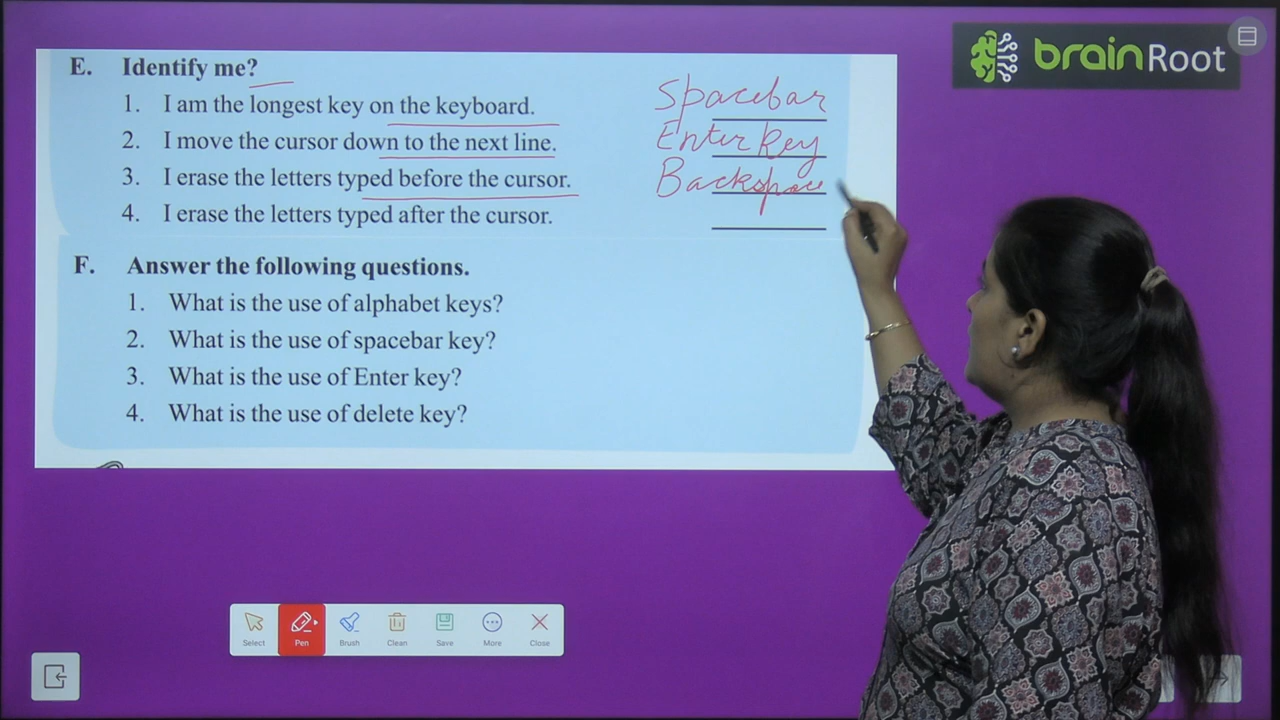 brainRoot
E. Identify me?
1. I am the longest key on the keyboard. Spacebar
2. I move the cursor down to the next line. Enter key
3. I erase the letters typed before the cursor. Backspace
4. I erase the letters typed after the cursor.
F. Answer the following questions.
1. What is the use of alphabet keys?
2. What is the use of spacebar key?
3. What is the use of Enter key?
4. What is the use of delete key?
Select Pen Brush Clean Save More Close